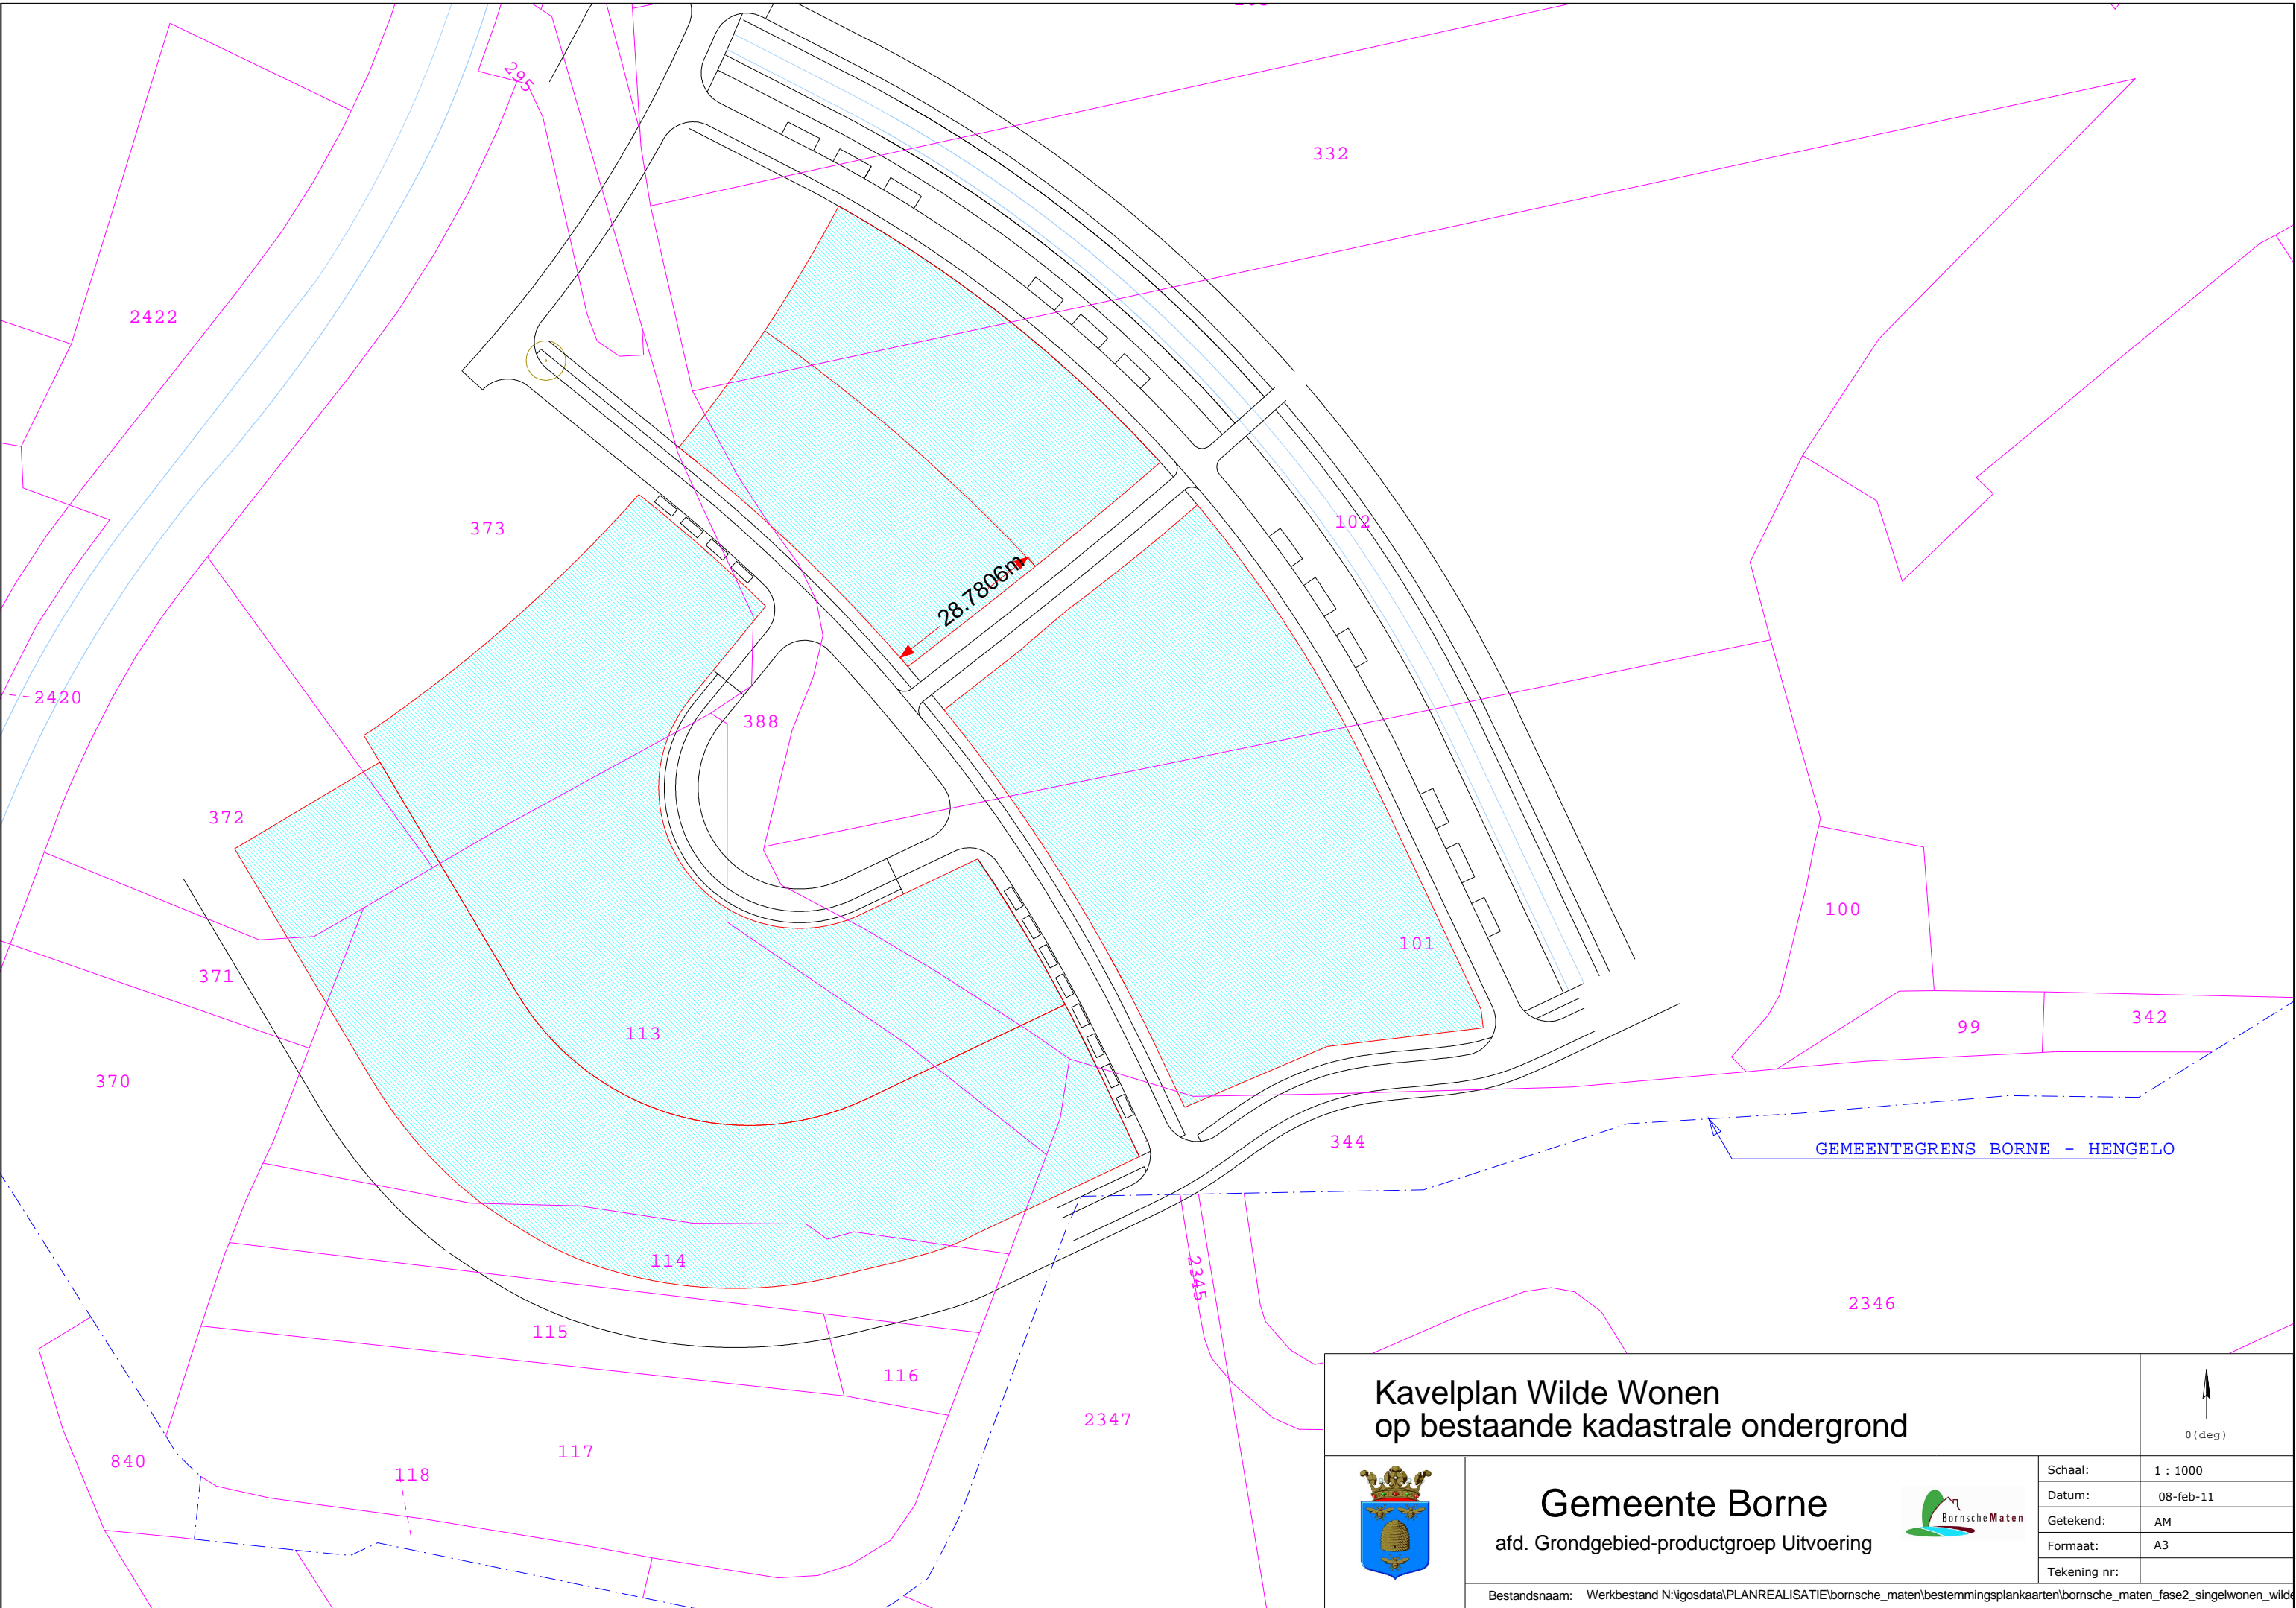 295
332
2422
373
102
2420
388
372
100
101
371
99
342
113
370
344
GEMEENTEGRENS BORNE - HENGELO
28.7806m
114
2345
2346
115
116
2347
117
118
840
Kavelplan Wilde Wonen
op bestaande kadastrale ondergrond
0(deg)
Gemeente Borne
afd. Grondgebied-productgroep Uitvoering
BornscheMaten
Schaal: 1 : 1000
Datum: 08-feb-11
Getekend: AM
Formaat: A3
Tekening nr:
Bestandsnaam: Werkbestand N:\igosdata\PLANREALISATIE\bornsche_maten\bestemmingsplankaarten\bornsche_maten_fase2_singelwonen_wilde